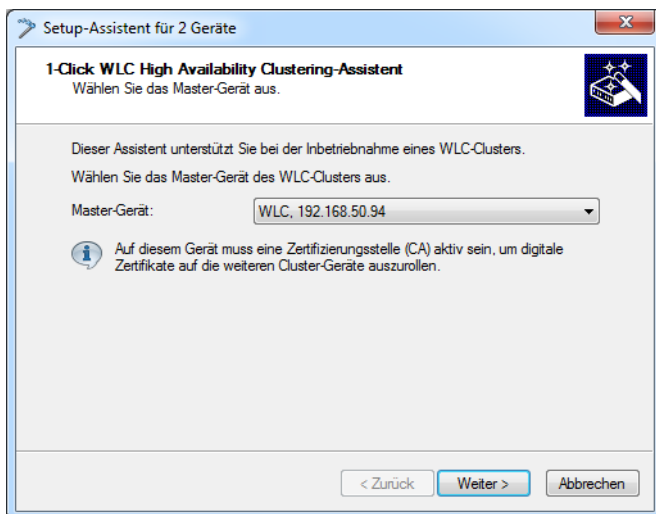 Setup-Assistent für 2 Geräte
1-Click WLC High Availability Clustering-Assistent
Wählen Sie das Master-Gerät aus.
Dieser Assistent unterstützt Sie bei der Inbetriebnahme eines WLC-Clusters.
Wählen Sie das Master-Gerät des WLC-Clusters aus.
Master-Gerät: WLC, 192.168.50.94
Auf diesem Gerät muss eine Zertifizierungsstelle (CA) aktiv sein, um digitale
Zertifikate auf die weiteren Cluster-Geräte auszurollen.
< Zurück Weiter > Abbrechen